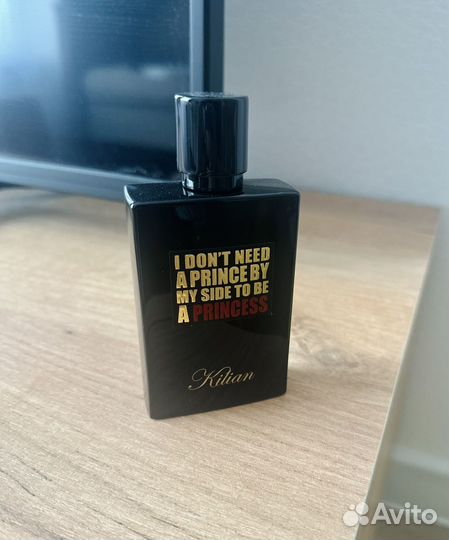 I DON'T NEED
A PRINCE BY
MY SIDE TO BE
A PRINCESS
Kilian
Avito